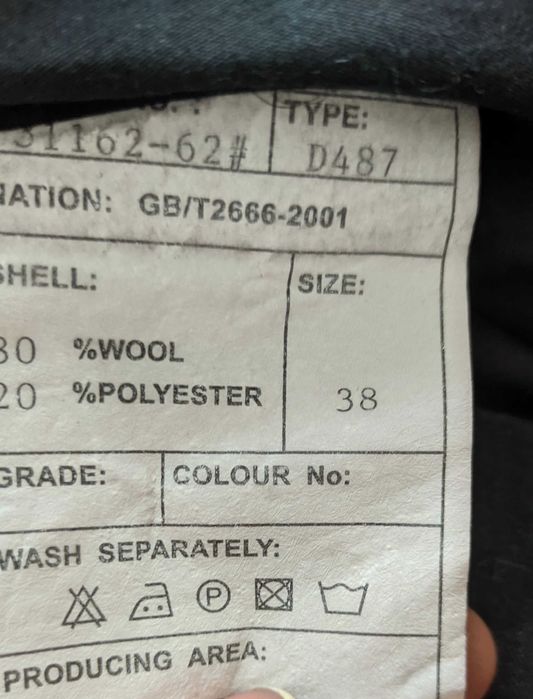 TYPE:
31162-62# D487
NATION: GB/T2666-2001
SHELL: SIZE:
80 %WOOL
20 %POLYESTER 38
GRADE: COLOUR No:
WASH SEPARATELY:
P
PRODUCING AREA: